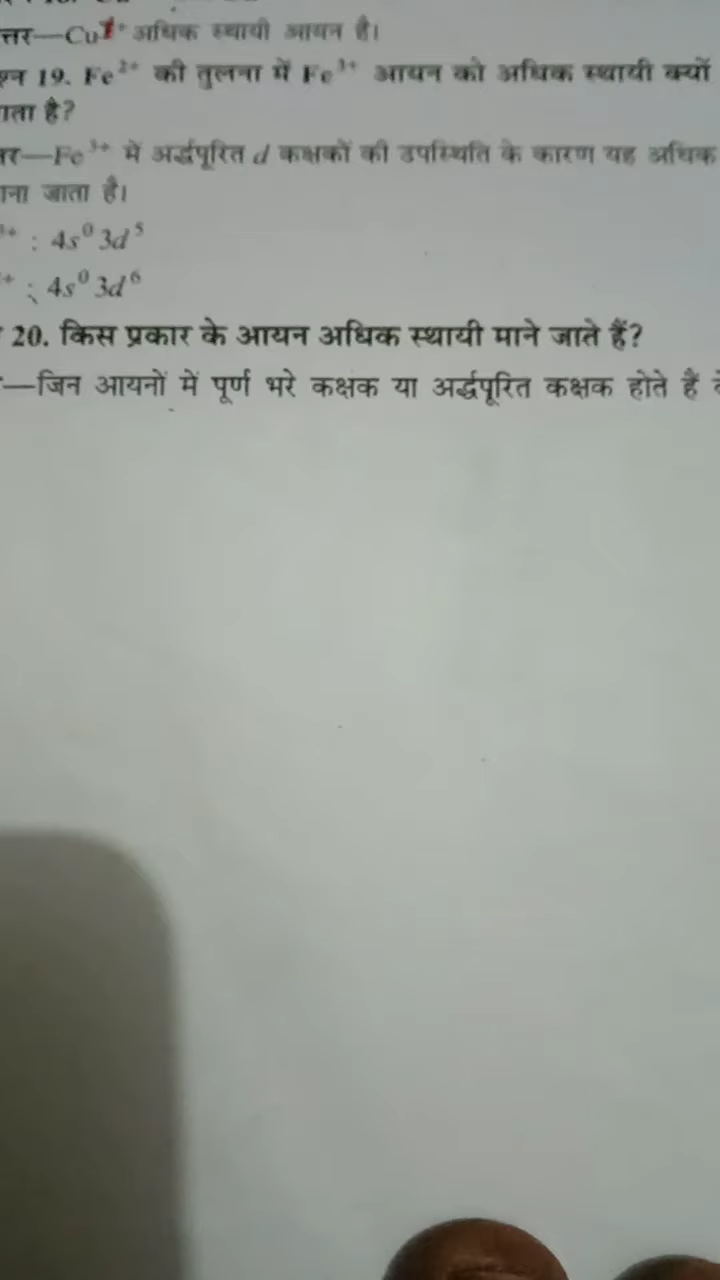 त्तर—Cu⁺ अधिक स्थायी आयन है।
19. Fe²⁺ की तुलना में Fe³⁺ आयन को अधिक स्थायी क्यों
है?
—Fe³⁺ में अर्द्धपूरित d कक्षकों की उपस्थिति के कारण यह अधिक
जाता है।
: 4s⁰ 3d⁵
: 4s⁰ 3d⁶
20. किस प्रकार के आयन अधिक स्थायी माने जाते हैं?
—जिन आयनों में पूर्ण भरे कक्षक या अर्द्धपूरित कक्षक होते हैं